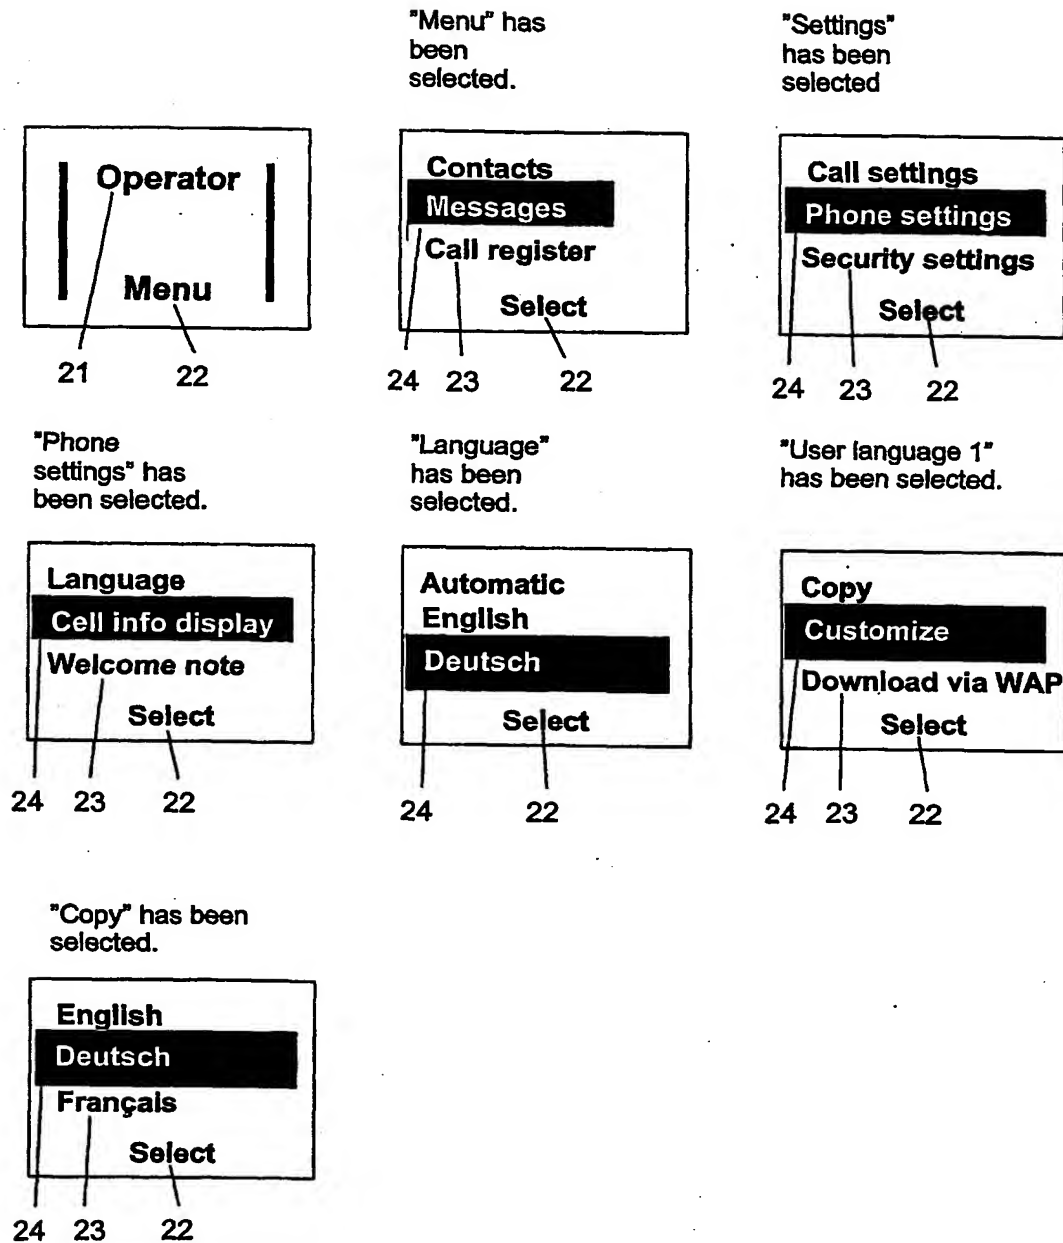 "Menu" has
been
selected.
"Settings"
has been
selected
Operator
Menu
21
22
Contacts
Messages
Call register
Select
24
23
22
Call settings
Phone settings
Security settings
Select
24
23
22
"Phone
settings" has
been selected.
"Language"
has been
selected.
"User language 1"
has been selected.
Language
Cell info display
Welcome note
Select
24
23
22
Automatic
English
Deutsch
Select
24
22
Copy
Customize
Download via WAP
Select
24
23
22
"Copy" has been
selected.
English
Deutsch
Français
Select
24
23
22